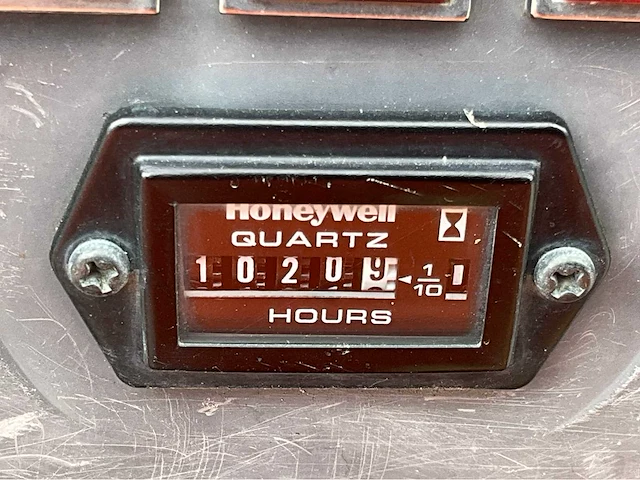 Honeywell
QUARTZ
10209 ◄ 1/10
HOURS